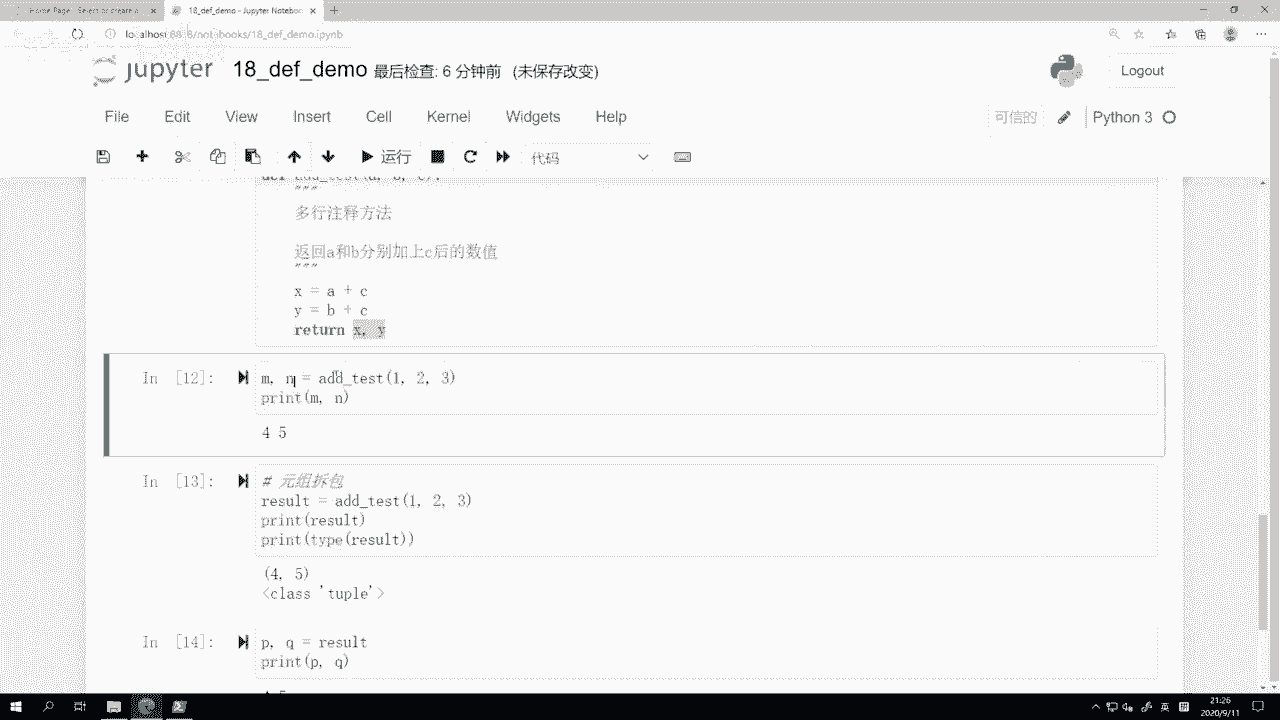 Home Page - Select or create a
18_def_demo - Jupyter Notebook
localhost:8888/notebooks/18_def_demo.ipynb
jupyter 18_def_demo 最后检查: 6 分钟前 (未保存改变)
Logout
File Edit View Insert Cell Kernel Widgets Help
可信的
Python 3
运行
代码
"""
多行注释方法
返回a和b分别加上c后的数值
"""
x = a + c
y = b + c
return x, y
In [12]:
m, n = add_test(1, 2, 3)
print(m, n)
4 5
In [13]:
# 元组拆包
result = add_test(1, 2, 3)
print(result)
print(type(result))
(4, 5)
<class 'tuple'>
In [14]:
p, q = result
print(p, q)
英
拼
21:26
2020/9/11